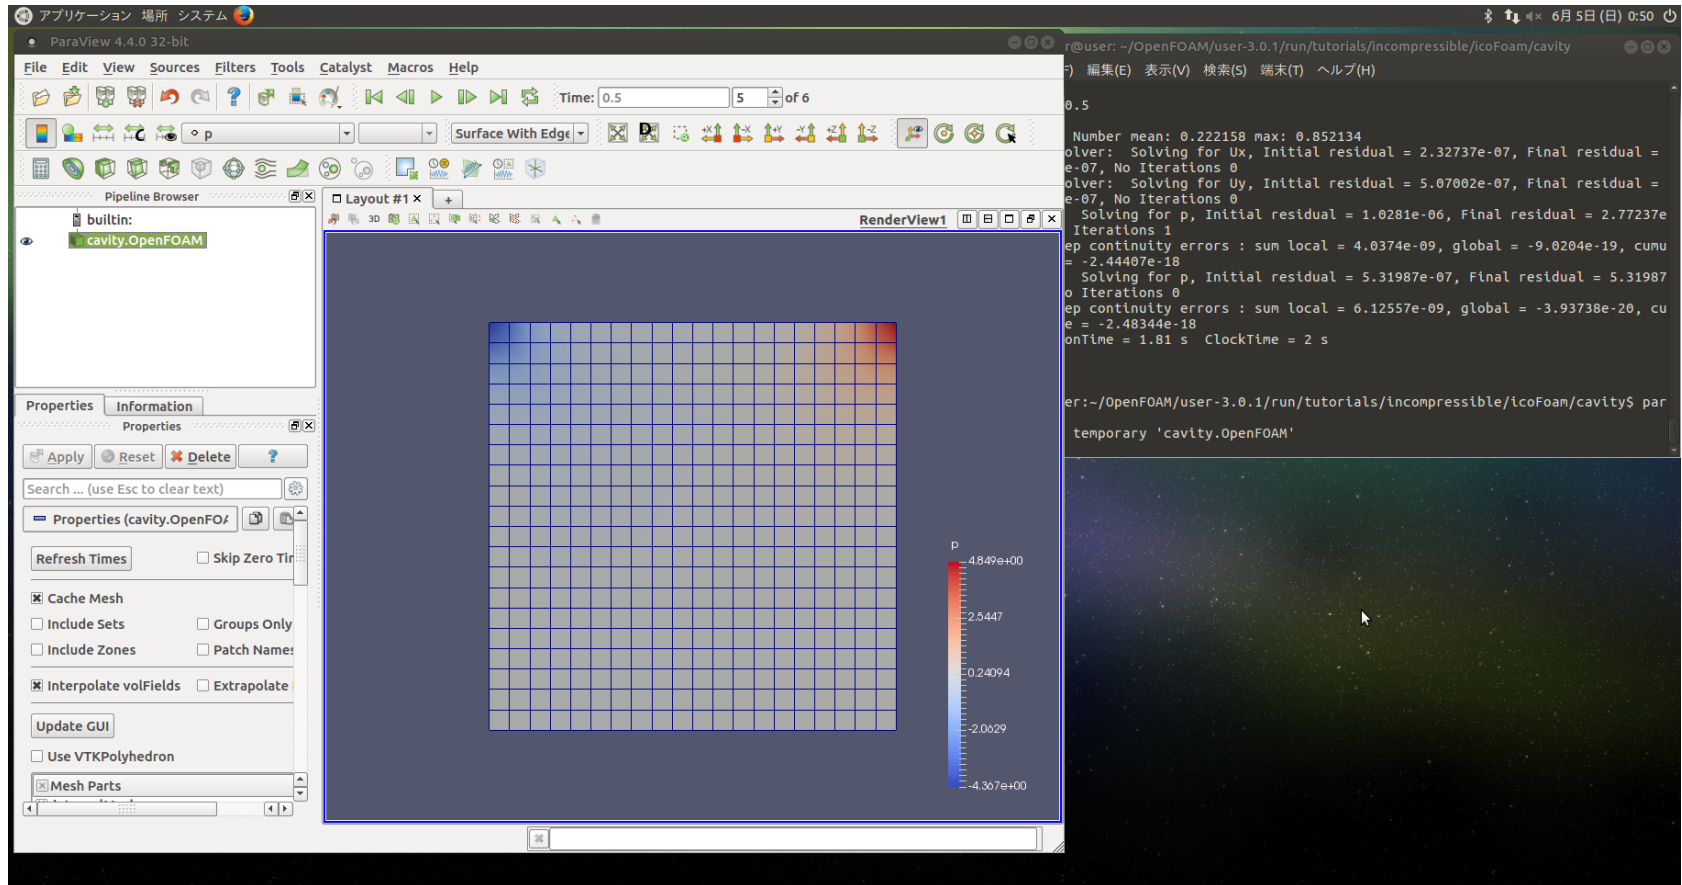 アプリケーション 場所 システム
6月 5日 (日) 0:50
ParaView 4.4.0 32-bit
File Edit View Sources Filters Tools Catalyst Macros Help
Time: 0.5 5 of 6
p Surface With Edge
Pipeline Browser
builtin:
cavity.OpenFOAM
Properties Information
Properties
Apply Reset Delete ?
Search ... (use Esc to clear text)
Properties (cavity.OpenFO
Refresh Times Skip Zero Tir
Cache Mesh
Include Sets Groups Only
Include Zones Patch Names
Interpolate volFields Extrapolate
Update GUI
Use VTKPolyhedron
Mesh Parts
Layout #1 +
3D RenderView1
p
4.849e+00
2.5447
0.24094
-2.0629
-4.367e+00
r@user: ~/OpenFOAM/user-3.0.1/run/tutorials/incompressible/icoFoam/cavity
F) 編集(E) 表示(V) 検索(S) 端末(T) ヘルプ(H)
0.5
Number mean: 0.222158 max: 0.852134
olver: Solving for Ux, Initial residual = 2.32737e-07, Final residual =
e-07, No Iterations 0
olver: Solving for Uy, Initial residual = 5.07002e-07, Final residual =
e-07, No Iterations 0
Solving for p, Initial residual = 1.0281e-06, Final residual = 2.77237e
Iterations 1
ep continuity errors : sum local = 4.0374e-09, global = -9.0204e-19, cumu
= -2.44407e-18
Solving for p, Initial residual = 5.31987e-07, Final residual = 5.31987
o Iterations 0
ep continuity errors : sum local = 6.12557e-09, global = -3.93738e-20, cu
e = -2.48344e-18
onTime = 1.81 s ClockTime = 2 s
er:~/OpenFOAM/user-3.0.1/run/tutorials/incompressible/icoFoam/cavity$ par
temporary 'cavity.OpenFOAM'